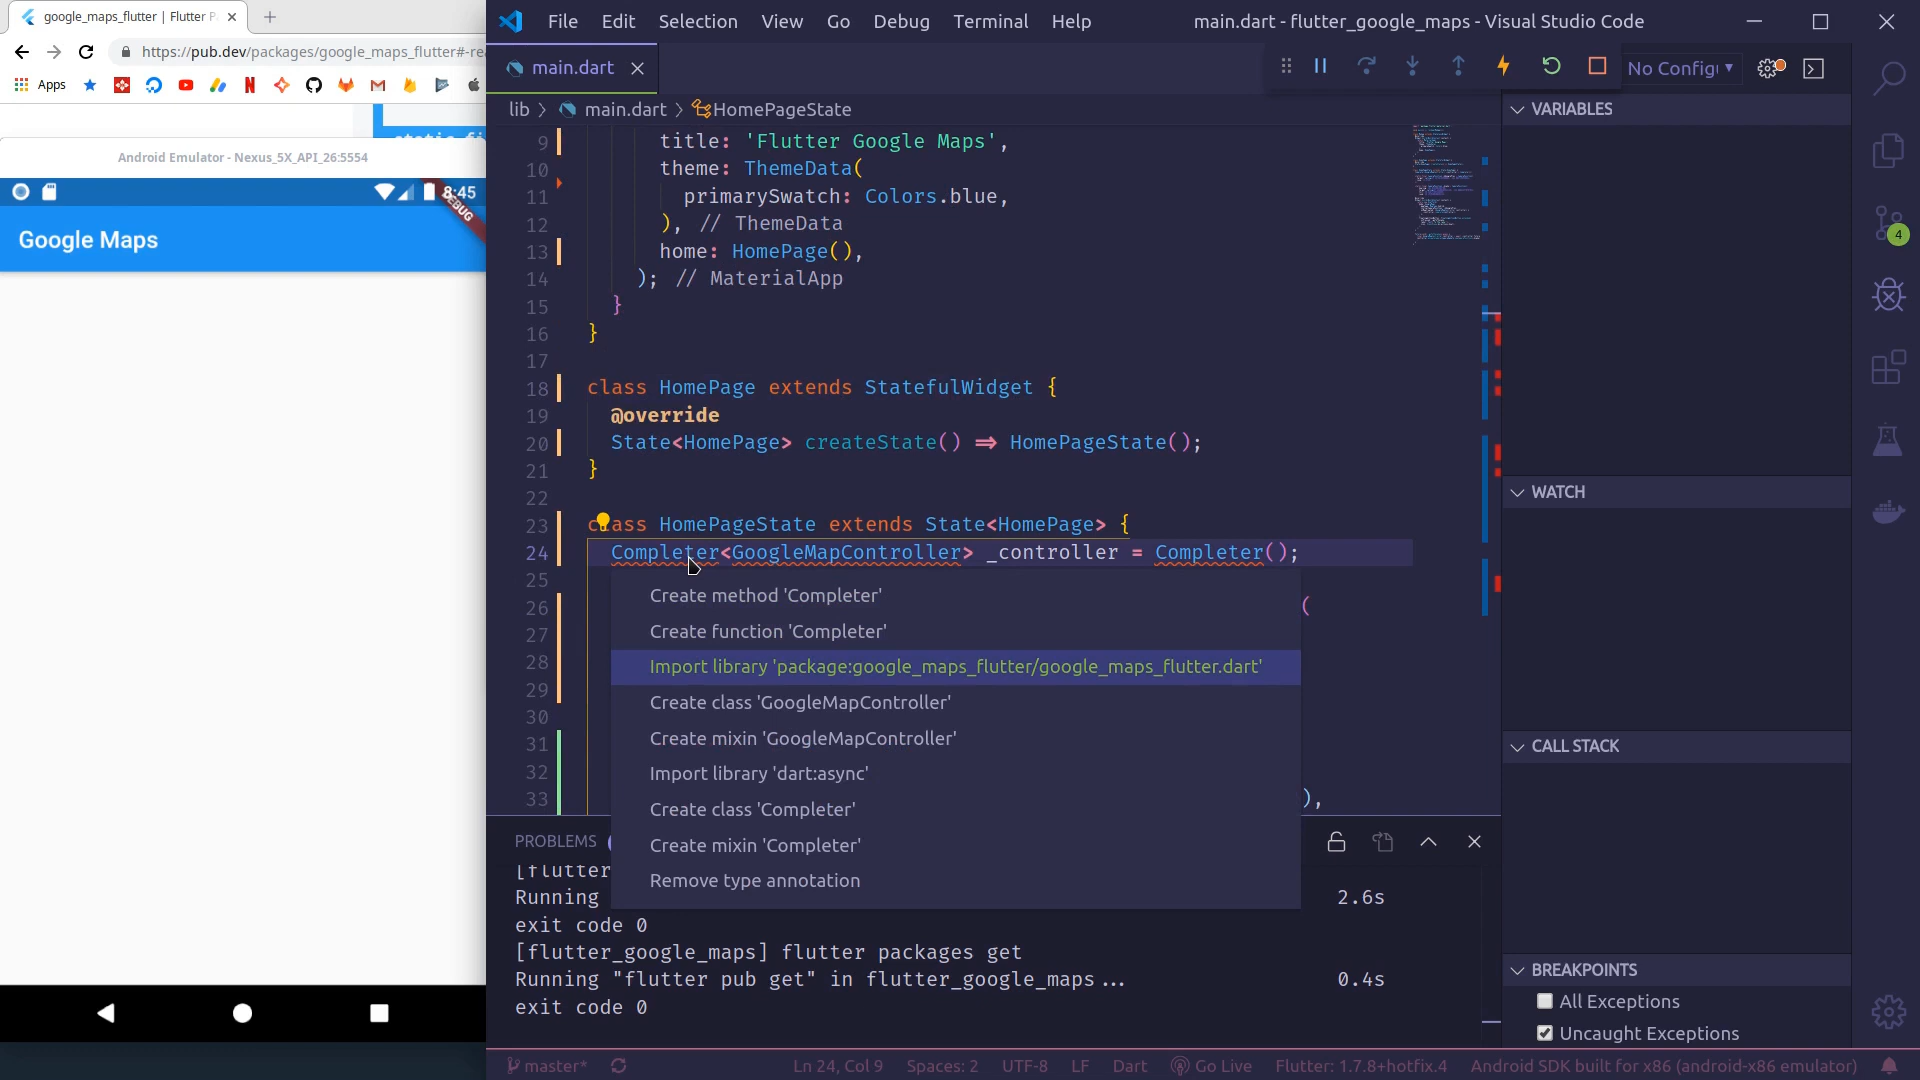 google_maps_flutter | Flutter P
https://pub.dev/packages/google_maps_flutter#-rea
Apps
Android Emulator - Nexus_5X_API_26:5554
8:45
DEBUG
Google Maps
File Edit Selection View Go Debug Terminal Help
main.dart - flutter_google_maps - Visual Studio Code
main.dart
No Config
lib > main.dart > HomePageState
9 title: 'Flutter Google Maps',
10 theme: ThemeData(
11 primarySwatch: Colors.blue,
12 ), // ThemeData
13 home: HomePage(),
14 ); // MaterialApp
15 }
16 }
17
18 class HomePage extends StatefulWidget {
19 @override
20 State<HomePage> createState() => HomePageState();
21 }
22
23 class HomePageState extends State<HomePage> {
24 Completer<GoogleMapController> _controller = Completer();
25
26 (
27
28
29
30
31
32
33 ),
Create method 'Completer'
Create function 'Completer'
Import library 'package:google_maps_flutter/google_maps_flutter.dart'
Create class 'GoogleMapController'
Create mixin 'GoogleMapController'
Import library 'dart:async'
Create class 'Completer'
Create mixin 'Completer'
Remove type annotation
PROBLEMS
[flutter
Running 2.6s
exit code 0
[flutter_google_maps] flutter packages get
Running "flutter pub get" in flutter_google_maps... 0.4s
exit code 0
VARIABLES
WATCH
CALL STACK
BREAKPOINTS
All Exceptions
Uncaught Exceptions
4
master* Ln 24, Col 9 Spaces: 2 UTF-8 LF Dart Go Live Flutter: 1.7.8+hotfix.4 Android SDK built for x86 (android-x86 emulator)